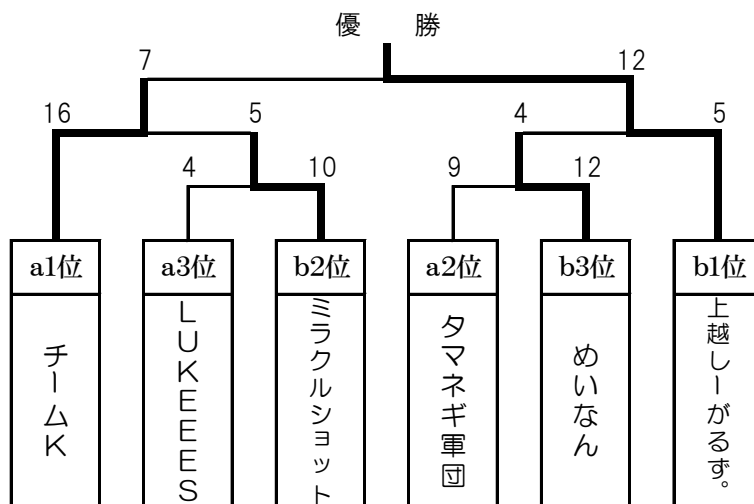 優 勝
7 12
16 5 4 5
4 10 9 12
a1位 a3位 b2位 a2位 b3位 b1位
チームK
LUKEEES
ミラクルショット
タマネギ軍団
めいなん
上越しーがるず。